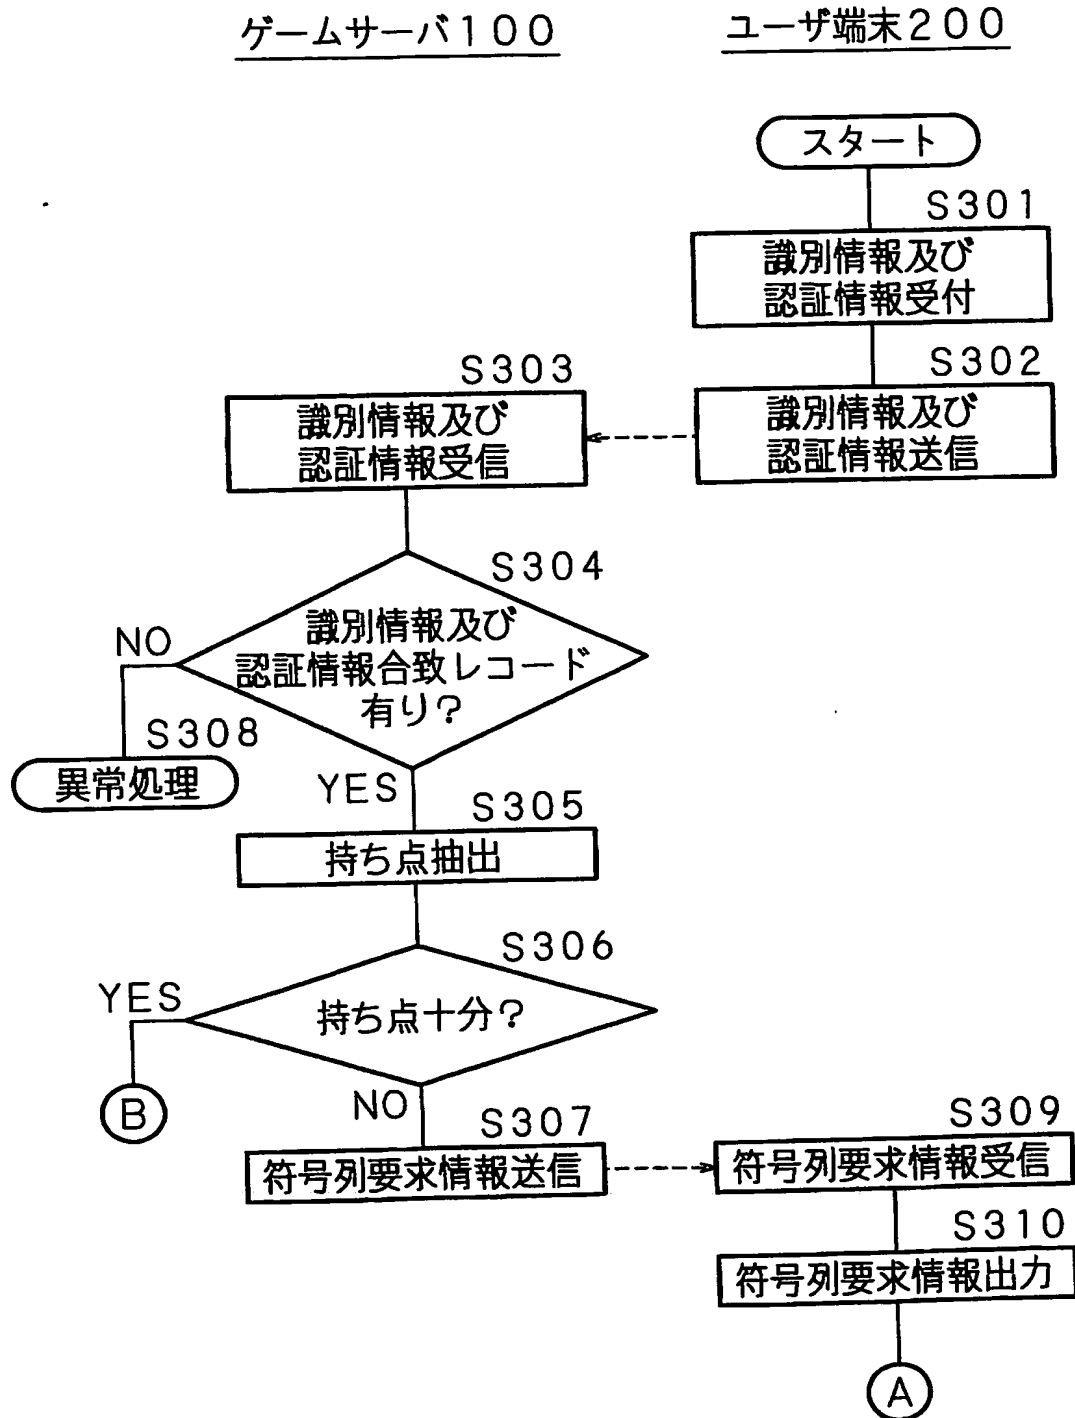 ゲームサーバ100
ユーザ端末200
スタート
S301
識別情報及び
認証情報受付
S302
識別情報及び
認証情報送信
S303
識別情報及び
認証情報受信
S304
識別情報及び
認証情報合致レコード
有り?
NO
S308
異常処理
YES
S305
持ち点抽出
S306
持ち点十分?
YES
B
NO
S307
符号列要求情報送信
S309
符号列要求情報受信
S310
符号列要求情報出力
A